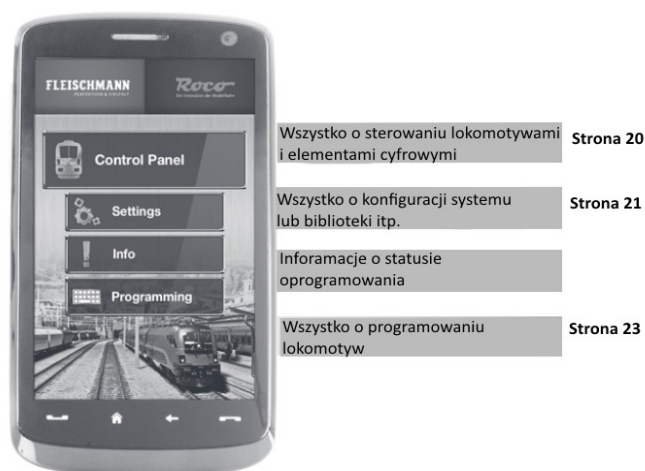 FLEISCHMANN
Roco
Control Panel
Wszystko o sterowaniu lokomotywami
i elementami cyfrowymi
Strona 20
Settings
Wszystko o konfiguracji systemu
lub biblioteki itp.
Strona 21
Info
Inforamacje o statusie
oprogramowania
Programming
Wszystko o programowaniu
lokomotyw
Strona 23